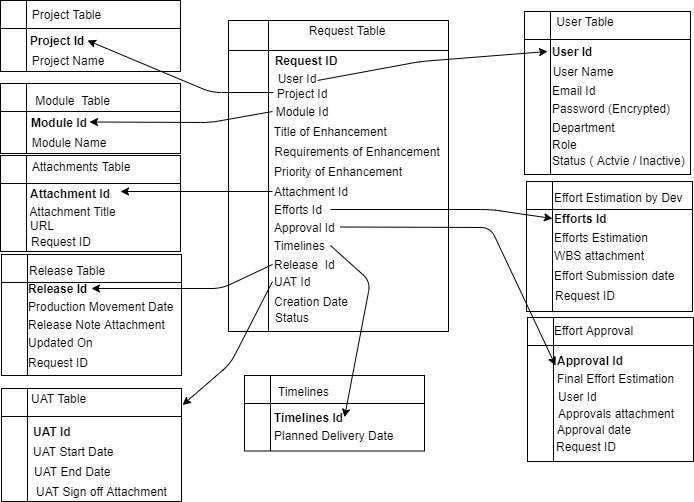 Project Table
Project Id
Project Name
Module  Table
Module Id
Module Name
Attachments Table
Attachment Id
Attachment Title
URL
Request ID
Release Table
Release Id
Production Movement Date
Release Note Attachment
Updated On
Request ID
UAT Table
UAT Id
UAT Start Date
UAT End Date
UAT Sign off Attachment
Request Table
Request ID
User Id
Project Id
Module Id
Title of Enhancement
Requirements of Enhancement
Priority of Enhancement
Attachment Id
Efforts Id
Approval Id
Timelines
Release  Id
UAT Id
Creation Date
Status
Timelines
Timelines Id
Planned Delivery Date
User Table
User Id
User Name
Email Id
Password (Encrypted)
Department
Role
Status ( Actvie / Inactive)
Effort Estimation by Dev
Efforts Id
Efforts Estimation
WBS attachment
Effort Submission date
Request ID
Effort Approval
Approval Id
Final Effort Estimation
User Id
Approvals attachment
Approval date
Request ID